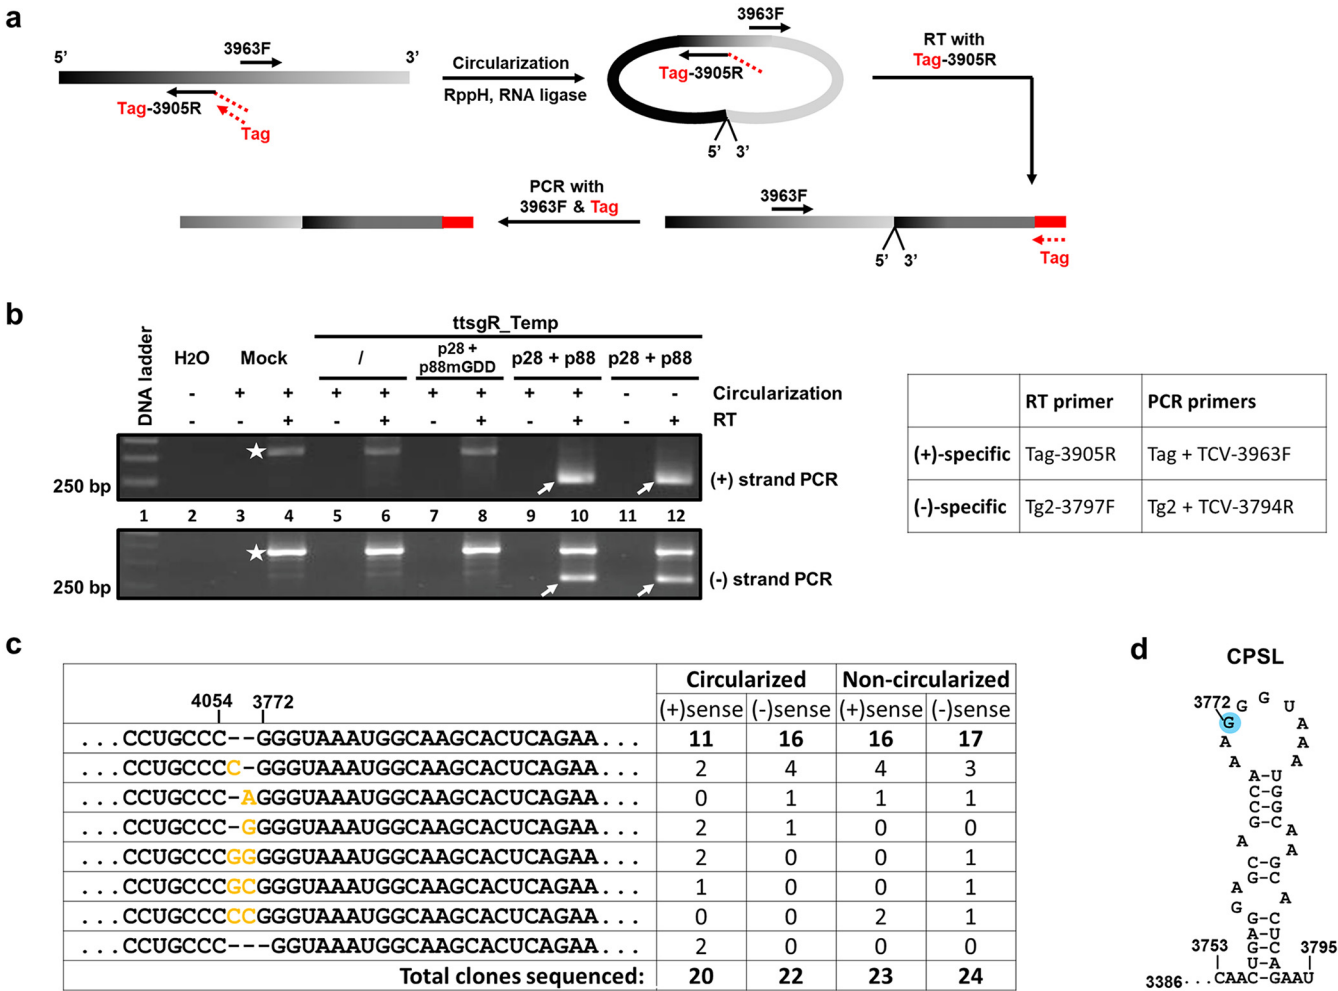 a
5’ 3963F 3’
Tag-3905R
Tag
Circularization
RppH, RNA ligase
3963F
Tag-3905R
5’ 3’
RT with
Tag-3905R
PCR with
3963F & Tag
3963F
5’ 3’
Tag
b
ttsgR_Temp
DNA ladder
H2O Mock / p28 + p88mGDD p28 + p88 p28 + p88
- + + + + + + + + - - Circularization
- - + - + - + - + - + RT
250 bp
(+) strand PCR
1 2 3 4 5 6 7 8 9 10 11 12
250 bp
(-) strand PCR
RT primer PCR primers
(+)-specific Tag-3905R Tag + TCV-3963F
(-)-specific Tg2-3797F Tg2 + TCV-3794R
c
Circularized Non-circularized
4054 3772 (+)sense (-)sense (+)sense (-)sense
...CCUGCCC--GGGUAAAUGGCAAGCACUCAGAA... 11 16 16 17
...CCUGCCCC-GGGUAAAUGGCAAGCACUCAGAA... 2 4 4 3
...CCUGCCC-AGGGUAAAUGGCAAGCACUCAGAA... 0 1 1 1
...CCUGCCC-GGGGUAAAUGGCAAGCACUCAGAA... 2 1 0 0
...CCUGCCCGGGGGUAAAUGGCAAGCACUCAGAA... 2 0 0 1
...CCUGCCCGCGGGUAAAUGGCAAGCACUCAGAA... 1 0 0 1
...CCUGCCCCCGGGUAAAUGGCAAGCACUCAGAA... 0 0 2 1
...CCUGCCC---GGUAAAUGGCAAGCACUCAGAA... 2 0 0 0
Total clones sequenced: 20 22 23 24
d
CPSL
3772
G G G U
A A
A A
A A
A-U
C-G
C-G
G-C
A A
A
C-G
G-C
A A
G
G-C
A-U
G-C
3753 U-A 3795
3386...CAAC-GAAU